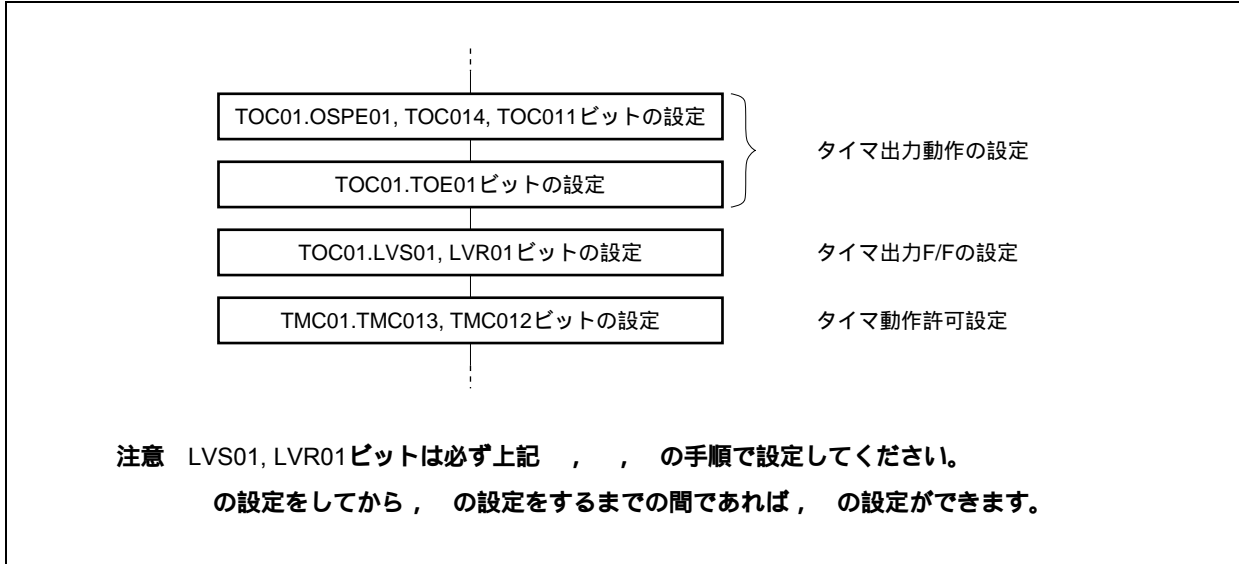 TOC01.OSPE01, TOC014, TOC011ビットの設定
タイマ出力動作の設定
TOC01.TOE01ビットの設定
TOC01.LVS01, LVR01ビットの設定 タイマ出力F/Fの設定
TMC01.TMC013, TMC012ビットの設定 タイマ動作許可設定
注意 LVS01, LVR01ビットは必ず上記 , , の手順で設定してください。
の設定をしてから, の設定をするまでの間であれば, の設定ができます。